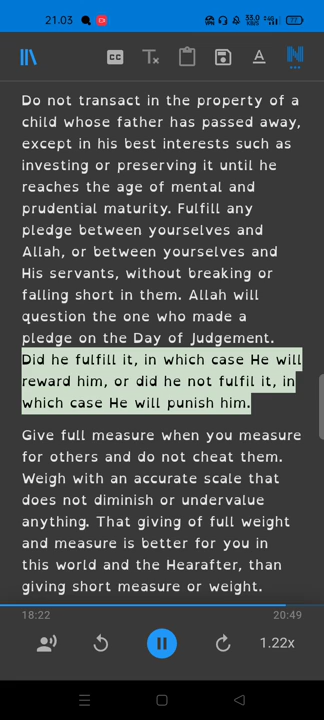 21.03
33.0 KB/S
27
CC
A
N
Do not transact in the property of a
child whose father has passed away,
except in his best interests such as
investing or preserving it until he
reaches the age of mental and
prudential maturity. Fulfill any
pledge between yourselves and
Allah, or between yourselves and
His servants, without breaking or
falling short in them. Allah will
question the one who made a
pledge on the Day of Judgement.
Did he fulfill it, in which case He will
reward him, or did he not fulfil it, in
which case He will punish him.
Give full measure when you measure
for others and do not cheat them.
Weigh with an accurate scale that
does not diminish or undervalue
anything. That giving of full weight
and measure is better for you in
this world and the Hearafter, than
giving short measure or weight.
18:22
20:49
1.22x